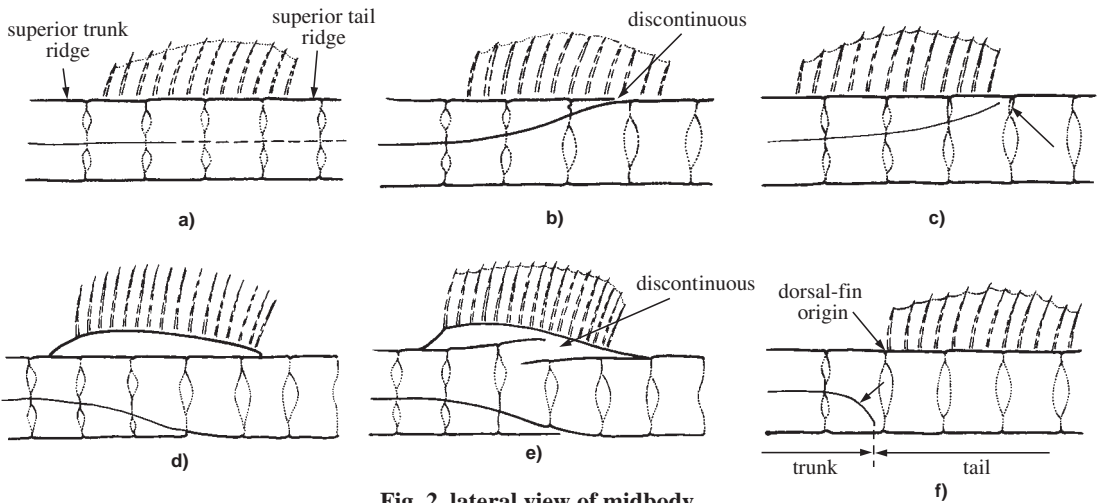 superior trunk
ridge
superior tail
ridge
discontinuous
a)
b)
c)
discontinuous
dorsal-fin
origin
d)
e)
trunk
tail
f)
Fig. 2 lateral view of midbody